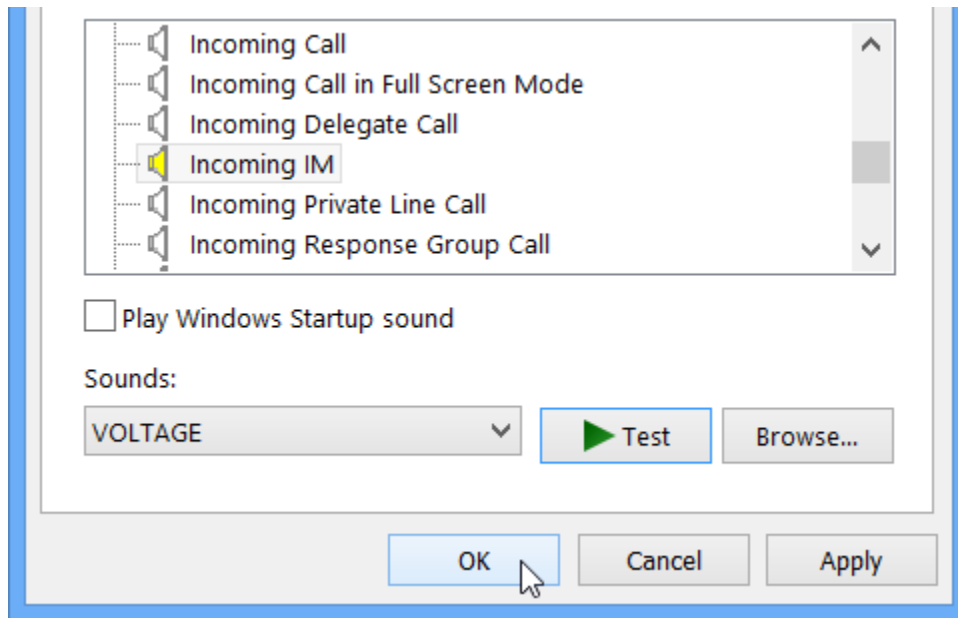 Incoming Call
Incoming Call in Full Screen Mode
Incoming Delegate Call
Incoming IM
Incoming Private Line Call
Incoming Response Group Call
Play Windows Startup sound
Sounds:
VOLTAGE
Test
Browse...
OK
Cancel
Apply